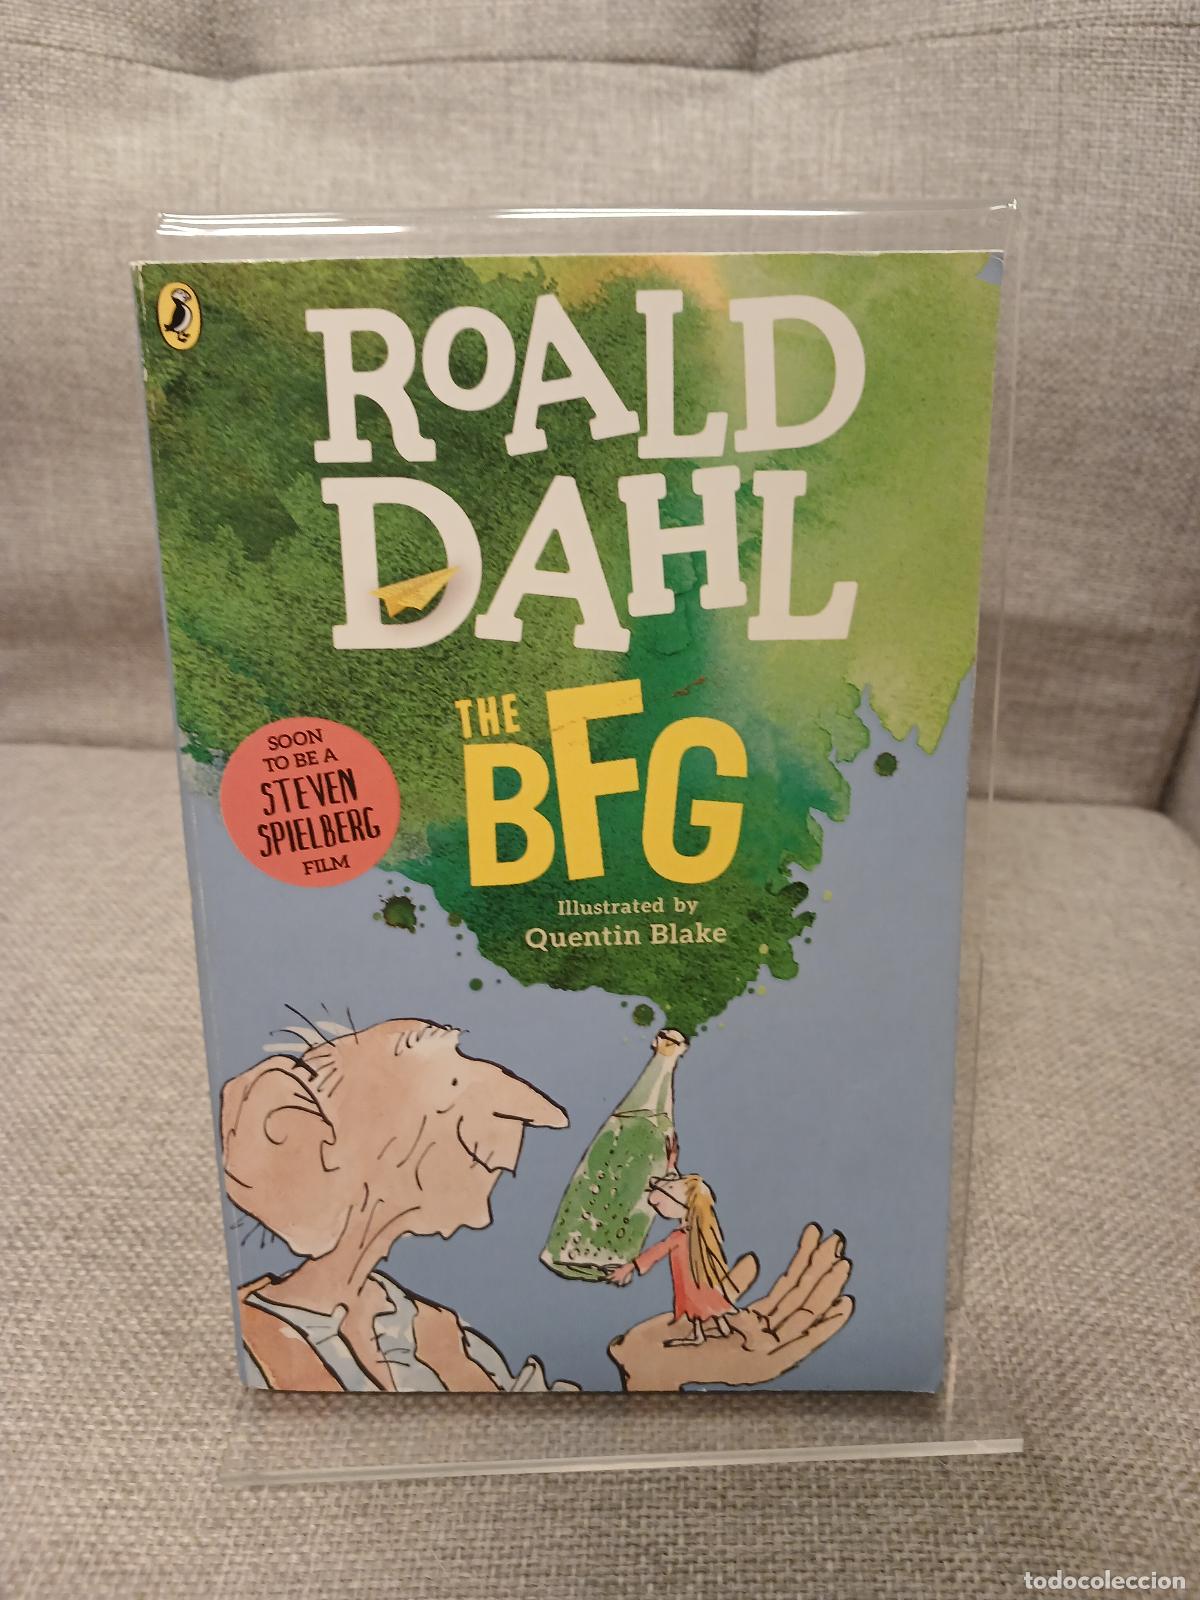 ROALD
DAHL
THE
BFG
SOON
TO BE A
STEVEN
SPIELBERG
FILM
Illustrated by
Quentin Blake
todocoleccion